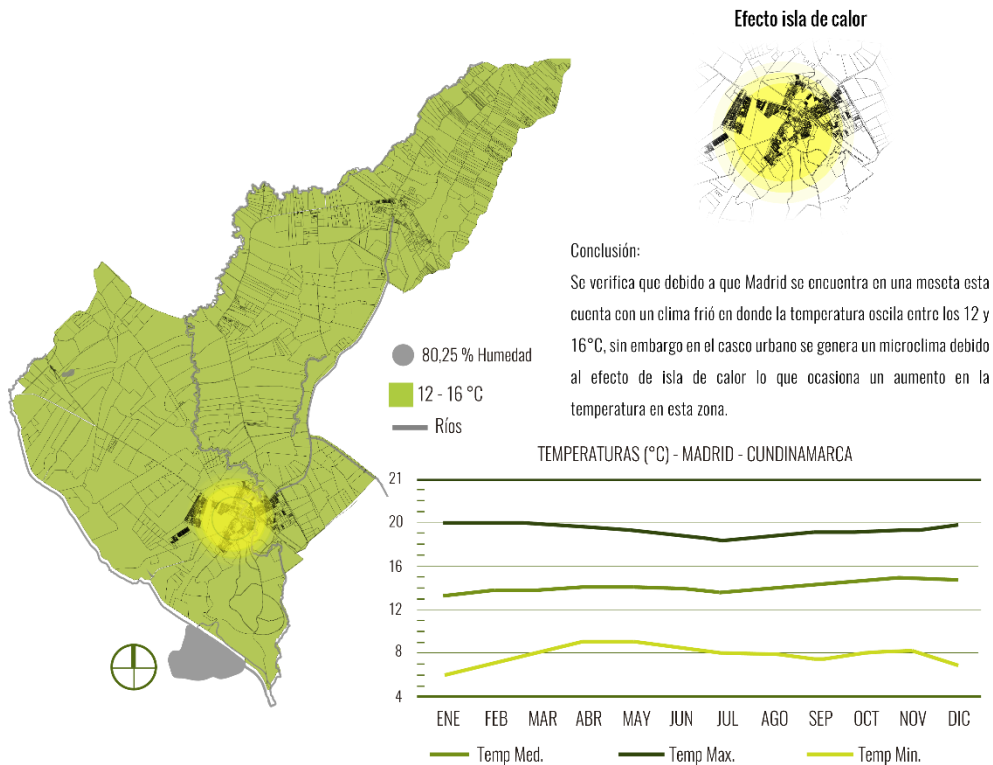 Efecto isla de calor
Conclusión:
Se verifica que debido a que Madrid se encuentra en una meseta esta
cuenta con un clima frió en donde la temperatura oscila entre los 12 y
16°C, sin embargo en el casco urbano se genera un microclima debido
al efecto de isla de calor lo que ocasiona un aumento en la
temperatura en esta zona.
80,25 % Humedad
12 - 16 °C
Ríos
TEMPERATURAS (°C) - MADRID - CUNDINAMARCA
21
20
16
12
8
4
ENE FEB MAR ABR MAY JUN JUL AGO SEP OCT NOV DIC
Temp Med. Temp Max. Temp Min.